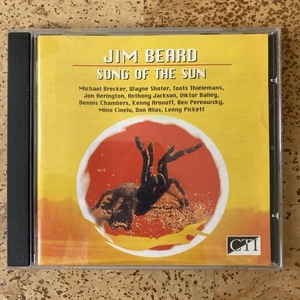 JIM BEARD
SONG OF THE SUN
Michael Brecker, Wayne Shorter, Toots Thielemans,
Jon Herington, Anthony Jackson, Viktor Bailey,
Dennis Chambers, Kenny Aronoff, Ben Perowsky,
Mino Cinelu, Don Alias, Lenny Pickett
CTI